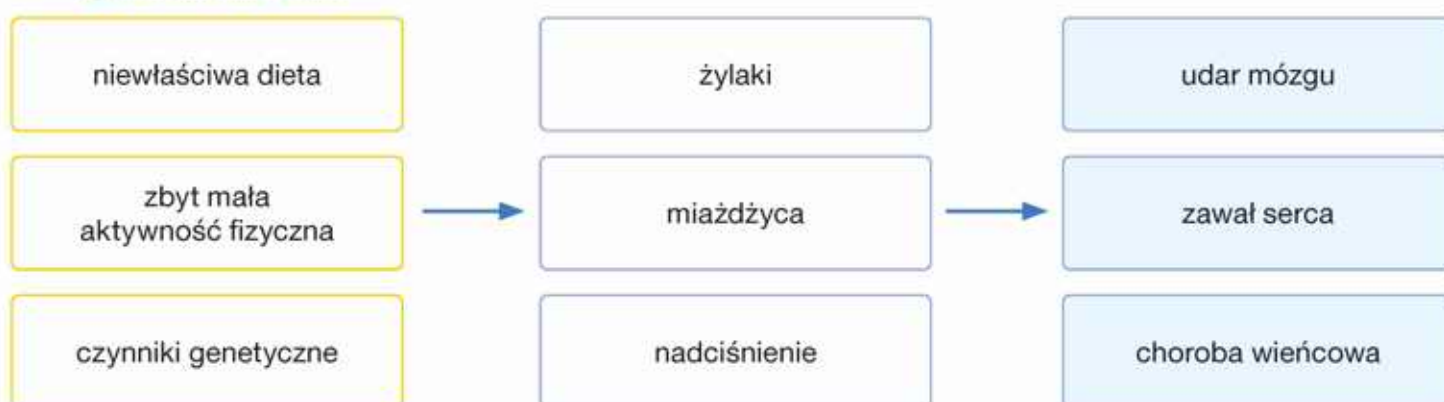 niewłaściwa dieta
żylaki
udar mózgu
zbyt mała
aktywność fizyczna
miażdżyca
zawał serca
czynniki genetyczne
nadciśnienie
choroba wieńcowa